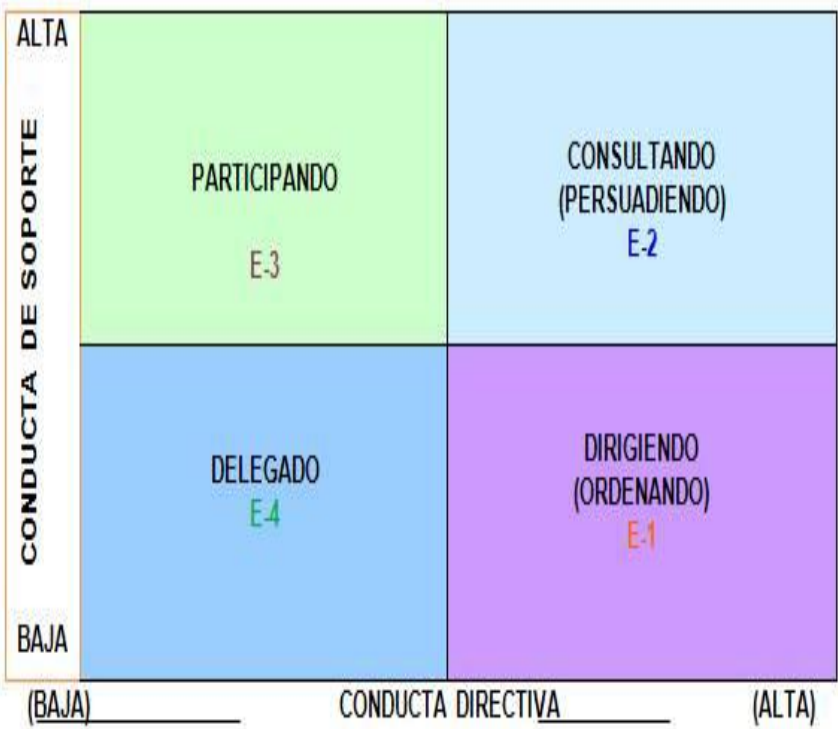 ALTA
CONDUCTA DE SOPORTE
BAJA
PARTICIPANDO
E-3
CONSULTANDO
(PERSUADIENDO)
E-2
DELEGADO
E-4
DIRIGIENDO
(ORDENANDO)
E-1
(BAJA) CONDUCTA DIRECTIVA (ALTA)